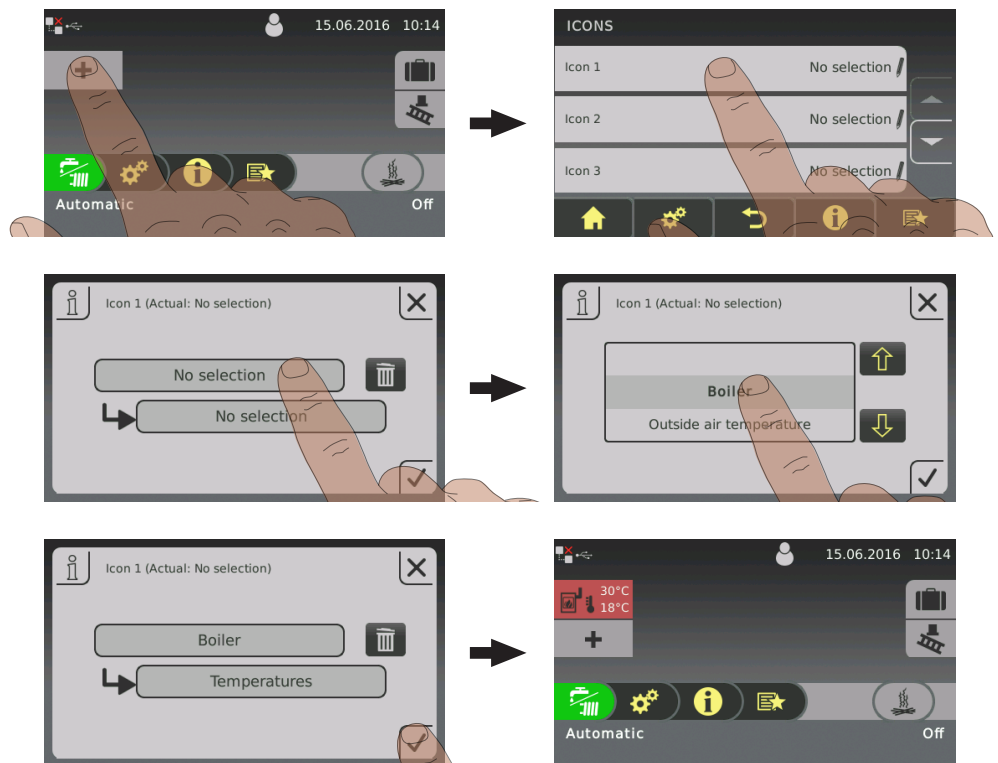 15.06.2016 10:14
Automatic Off
ICONS
Icon 1 No selection
Icon 2 No selection
Icon 3 No selection
Icon 1 (Actual: No selection)
No selection
No selection
Icon 1 (Actual: No selection)
Boiler
Outside air temperature
Icon 1 (Actual: No selection)
Boiler
Temperatures
15.06.2016 10:14
30°C
18°C
Automatic Off